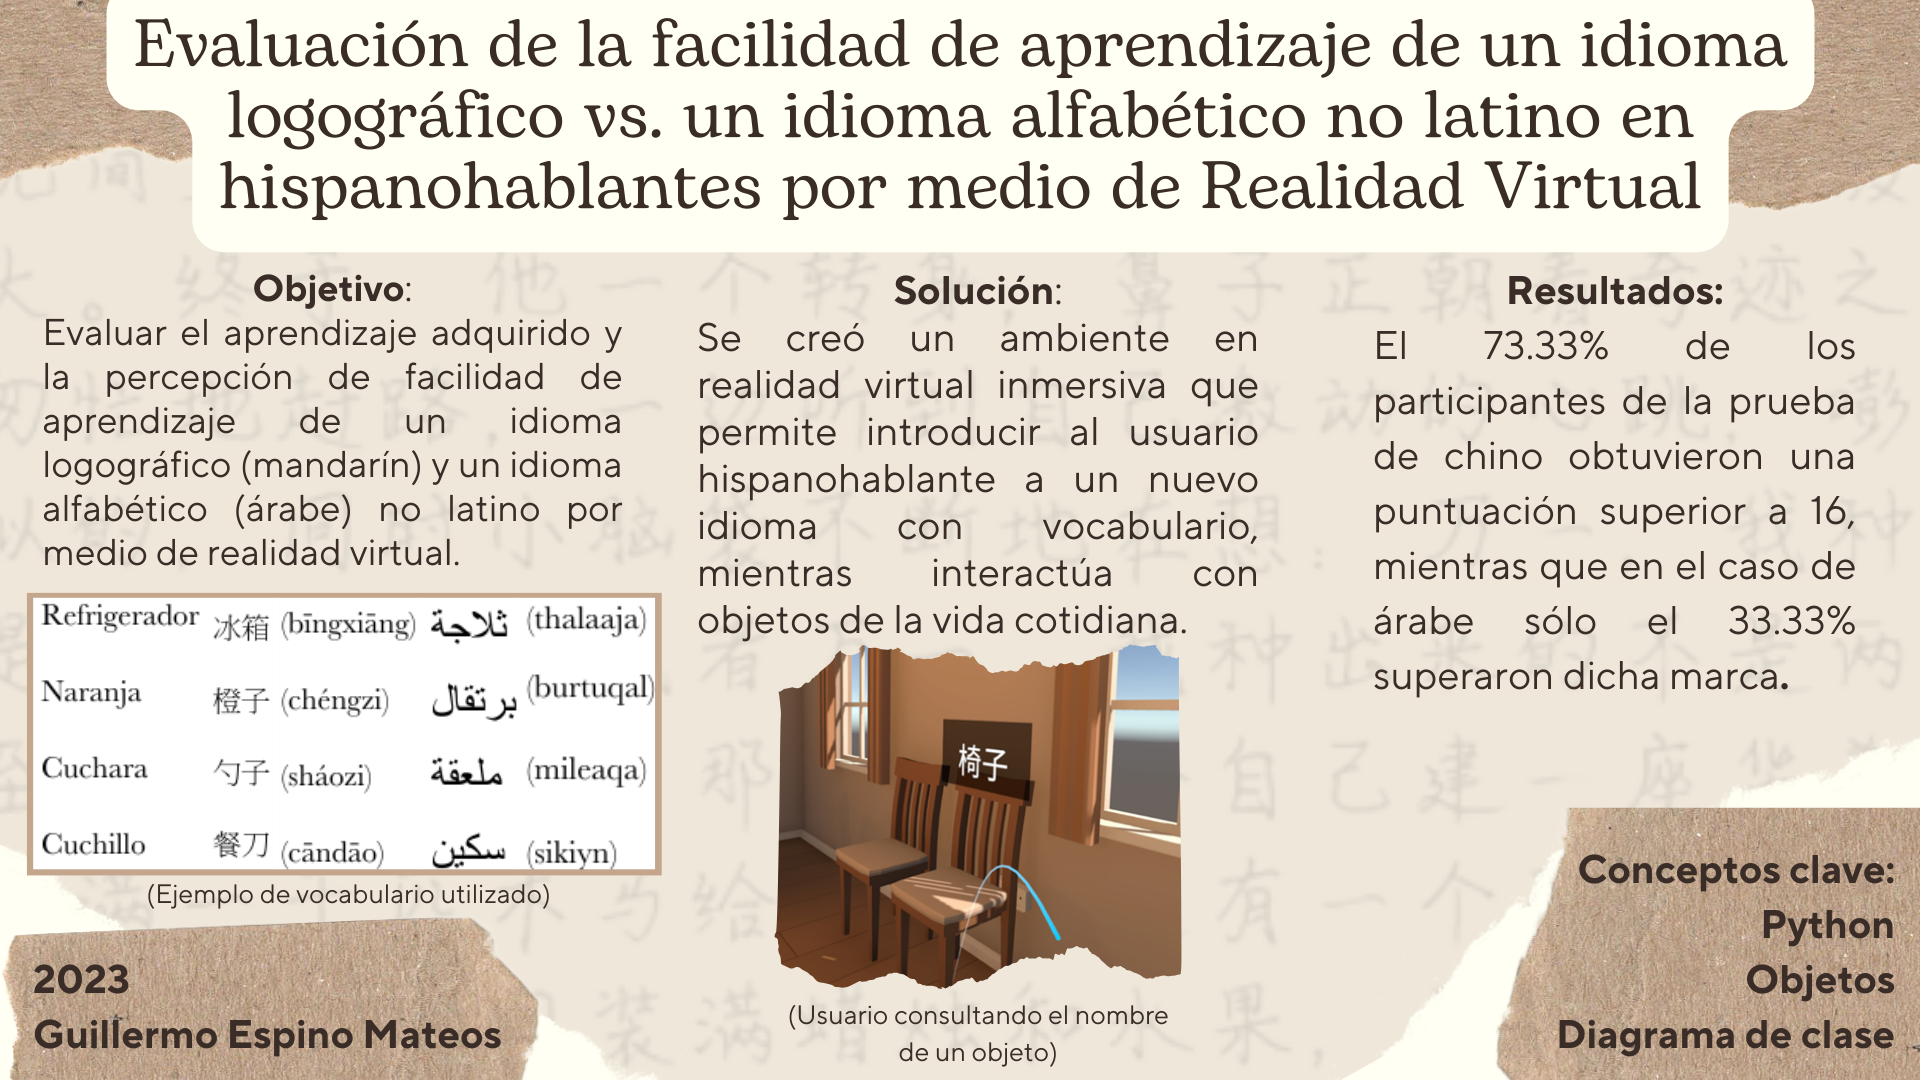 Evaluación de la facilidad de aprendizaje de un idioma
logográfico vs. un idioma alfabético no latino en
hispanohablantes por medio de Realidad Virtual
Objetivo:
Evaluar el aprendizaje adquirido y
la percepción de facilidad de
aprendizaje de un idioma
logográfico (mandarín) y un idioma
alfabético (árabe) no latino por
medio de realidad virtual.
Refrigerador 冰箱 (bīngxiāng) ثلاجة (thalaaja)
Naranja 橙子 (chéngzi) برتقال (burtuqal)
Cuchara 勺子 (sháozi) ملعقة (mileaqa)
Cuchillo 餐刀 (cāndāo) سكين (sikiyn)
(Ejemplo de vocabulario utilizado)
2023
Guillermo Espino Mateos
Solución:
Se creó un ambiente en
realidad virtual inmersiva que
permite introducir al usuario
hispanohablante a un nuevo
idioma con vocabulario,
mientras interactúa con
objetos de la vida cotidiana.
椅子
(Usuario consultando el nombre
de un objeto)
Resultados:
El 73.33% de los
participantes de la prueba
de chino obtuvieron una
puntuación superior a 16,
mientras que en el caso de
árabe sólo el 33.33%
superaron dicha marca.
Conceptos clave:
Python
Objetos
Diagrama de clase